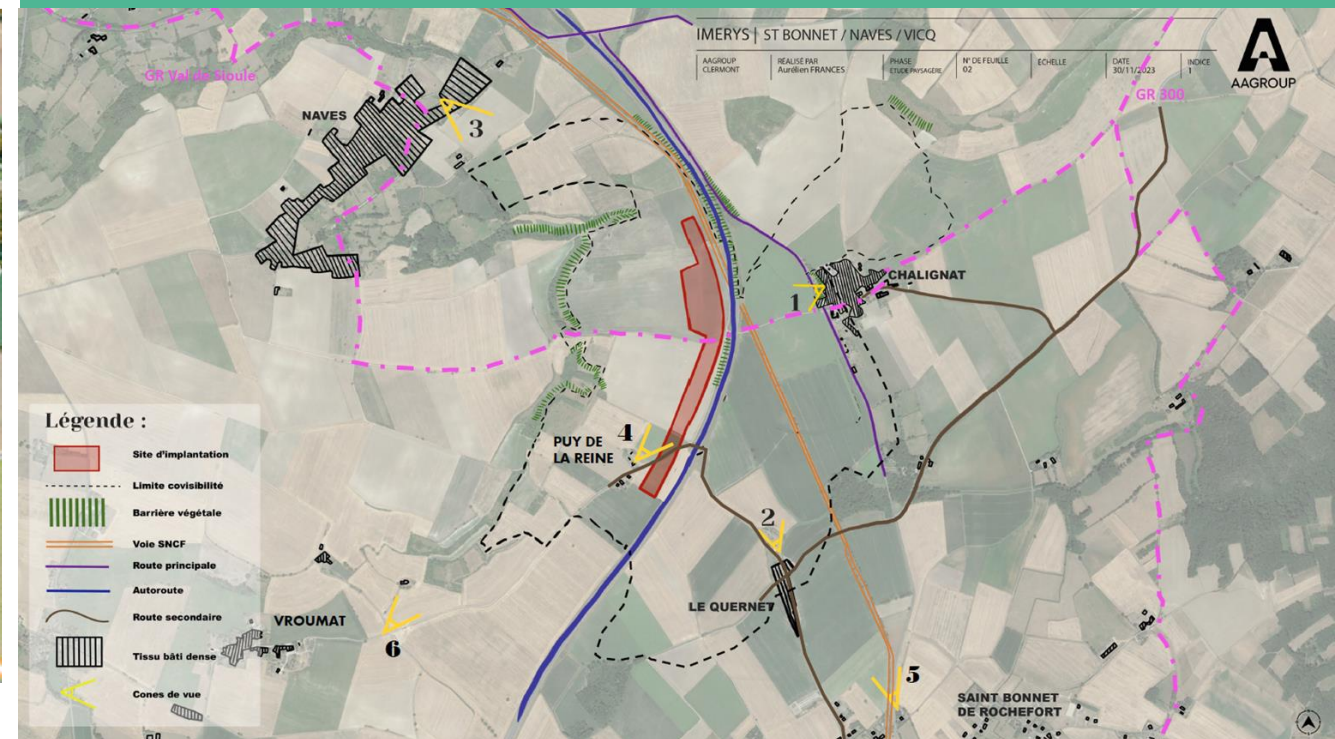 IMERYS | ST BONNET / NAVES / VICQ
AAGROUP
CLERMONT
RÉALISÉ PAR
Aurélien FRANCES
PHASE
ETUDE PAYSAGERE
N° DE FEUILLE
02
ECHELLE
DATE
30/11/2023
INDICE
1
AAGROUP
GR Val de Sioule
GR 300
NAVES
3
CHALIGNAT
1
PUY DE
LA REINE
4
2
LE QUERNET
VROUMAT
6
5
SAINT BONNET
DE ROCHEFORT
Légende :
Site d'implantation
Limite covisibilité
Barrière végétale
Voie SNCF
Route principale
Autoroute
Route secondaire
Tissu bâti dense
Cones de vue